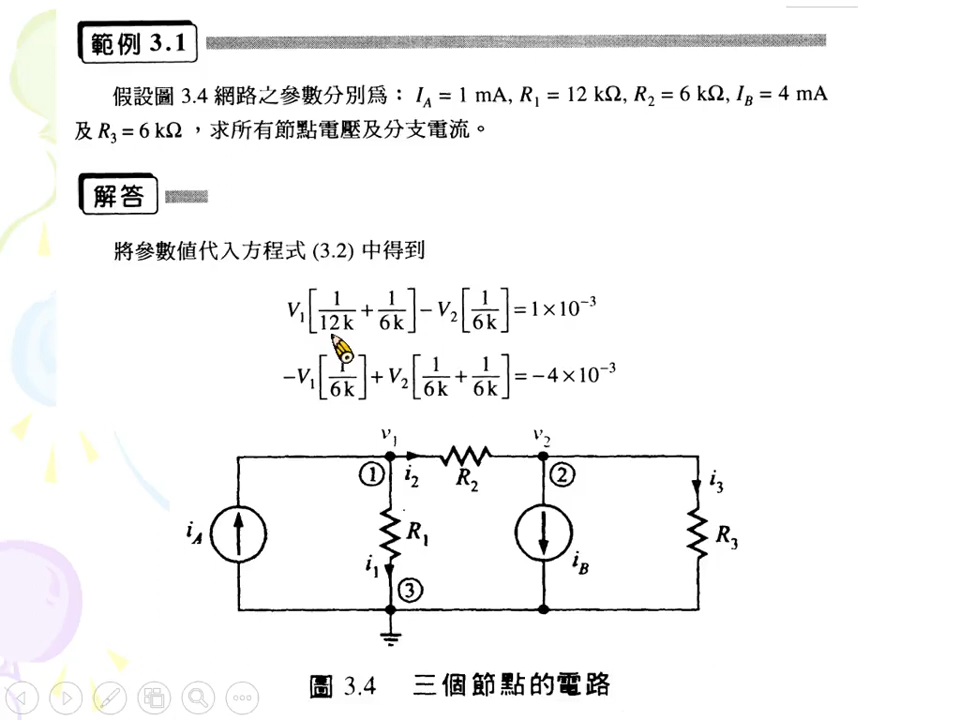 範例 3.1
假設圖 3.4 網路之參數分別爲：I_A = 1 mA, R_1 = 12 kΩ, R_2 = 6 kΩ, I_B = 4 mA
及 R_3 = 6 kΩ，求所有節點電壓及分支電流。
解答
將參數値代入方程式 (3.2) 中得到
V_1[1/12k + 1/6k] − V_2[1/6k] = 1×10^−3
−V_1[1/6k] + V_2[1/6k + 1/6k] = −4×10^−3
v_1 v_2
① i_2 R_2 ② i_3
i_A R_1 i_B R_3
i_1 ③
圖 3.4 三個節點的電路